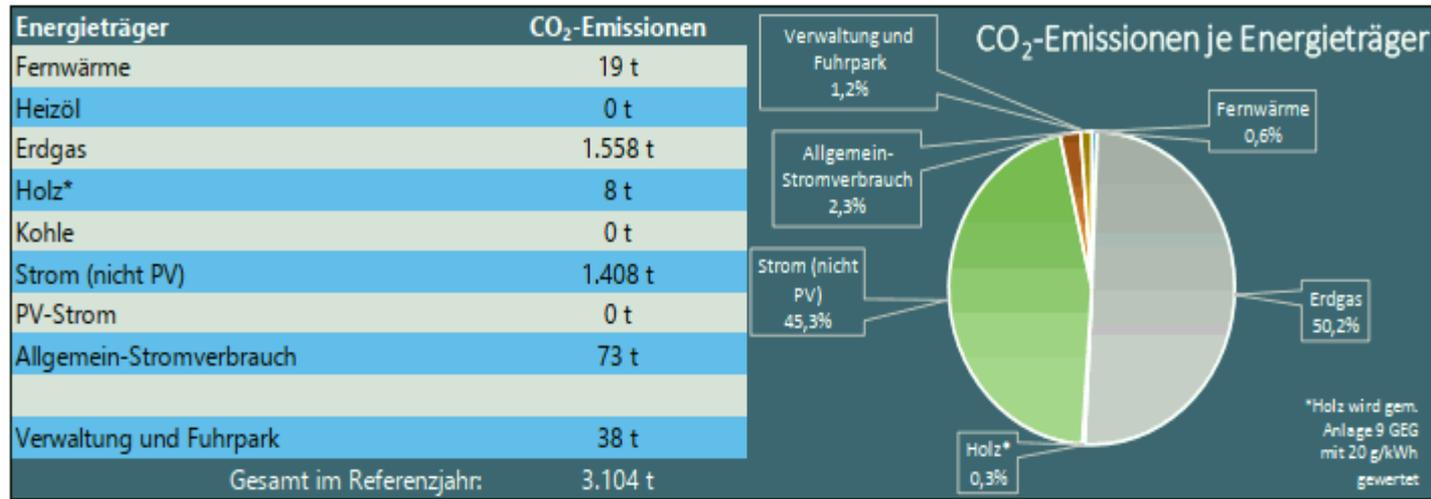 Energieträger CO₂-Emissionen
Fernwärme 19 t
Heizöl 0 t
Erdgas 1.558 t
Holz* 8 t
Kohle 0 t
Strom (nicht PV) 1.408 t
PV-Strom 0 t
Allgemein-Stromverbrauch 73 t
Verwaltung und Fuhrpark 38 t
Gesamt im Referenzjahr: 3.104 t
CO₂-Emissionen je Energieträger
Verwaltung und
Fuhrpark
1,2%
Fernwärme
0,6%
Allgemein-
Stromverbrauch
2,3%
Strom (nicht
PV)
45,3%
Erdgas
50,2%
Holz*
0,3%
*Holz wird gem.
Anlage 9 GEG
mit 20 g/kWh
gewertet